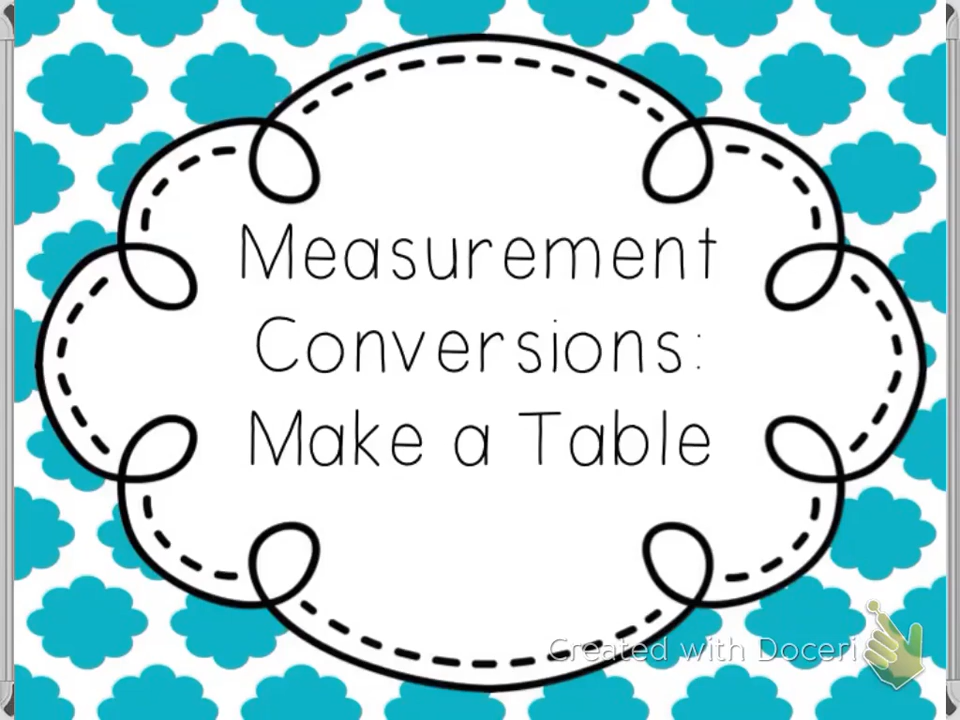 Measurement
Conversions:
Make a Table
Created with Doceri